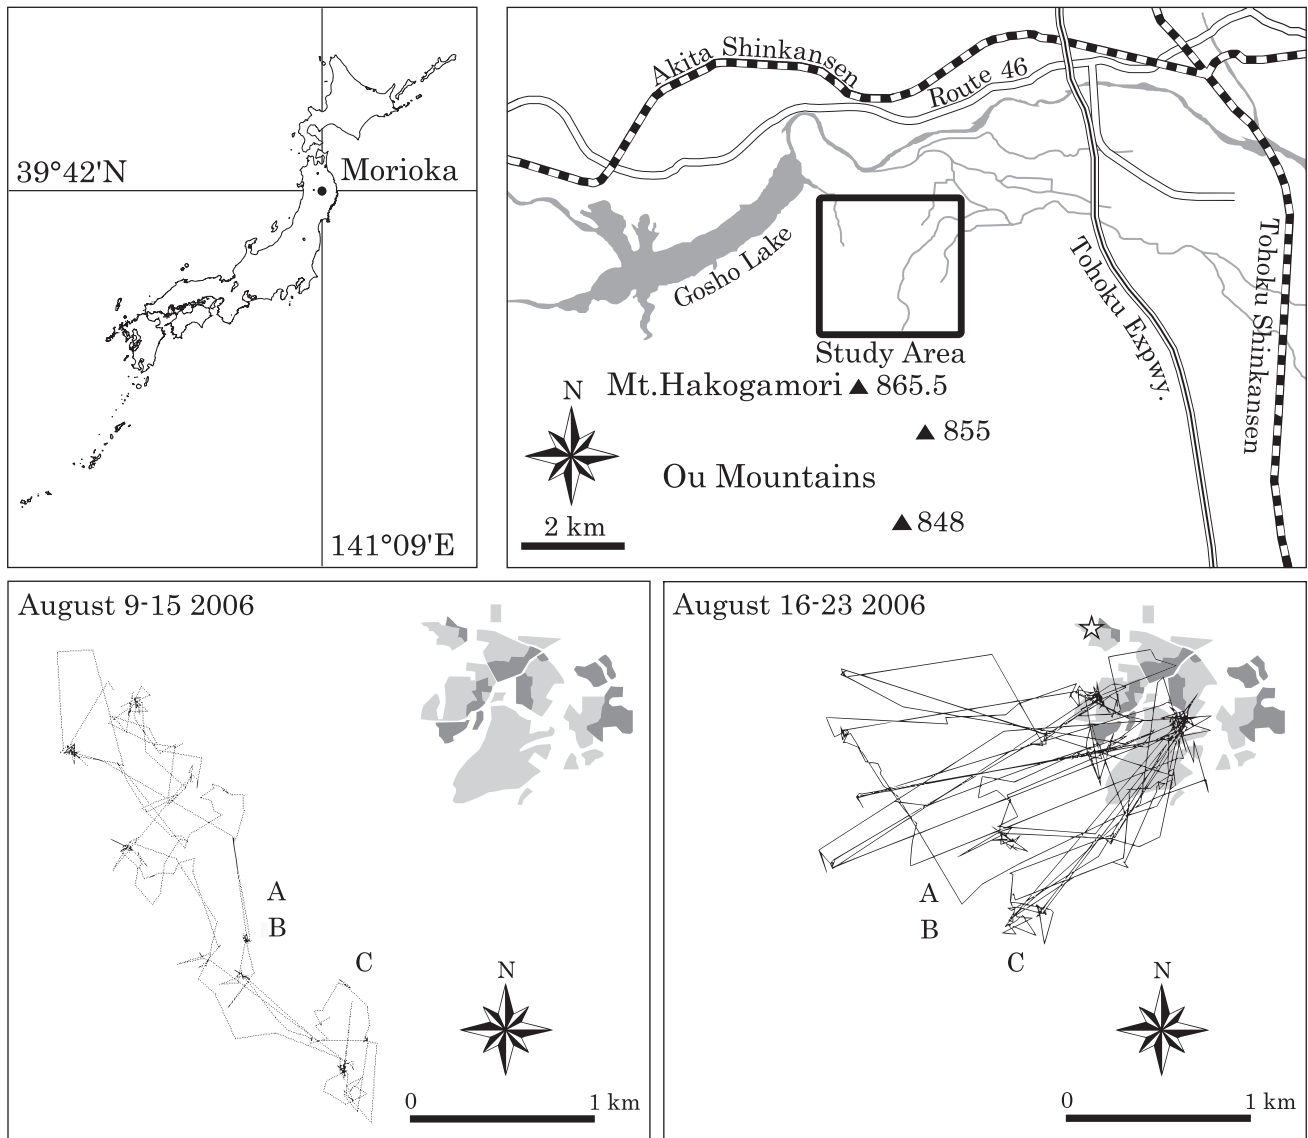 39°42'N
Morioka
141°09'E
Akita Shinkansen
Route 46
Gosho Lake
Tohoku Expwy.
Tohoku Shinkansen
Study Area
Mt.Hakogamori ▲ 865.5
▲ 855
Ou Mountains
▲ 848
N
2 km
August 9-15 2006
A
B
C
N
0 1 km
August 16-23 2006
A
B
C
N
0 1 km